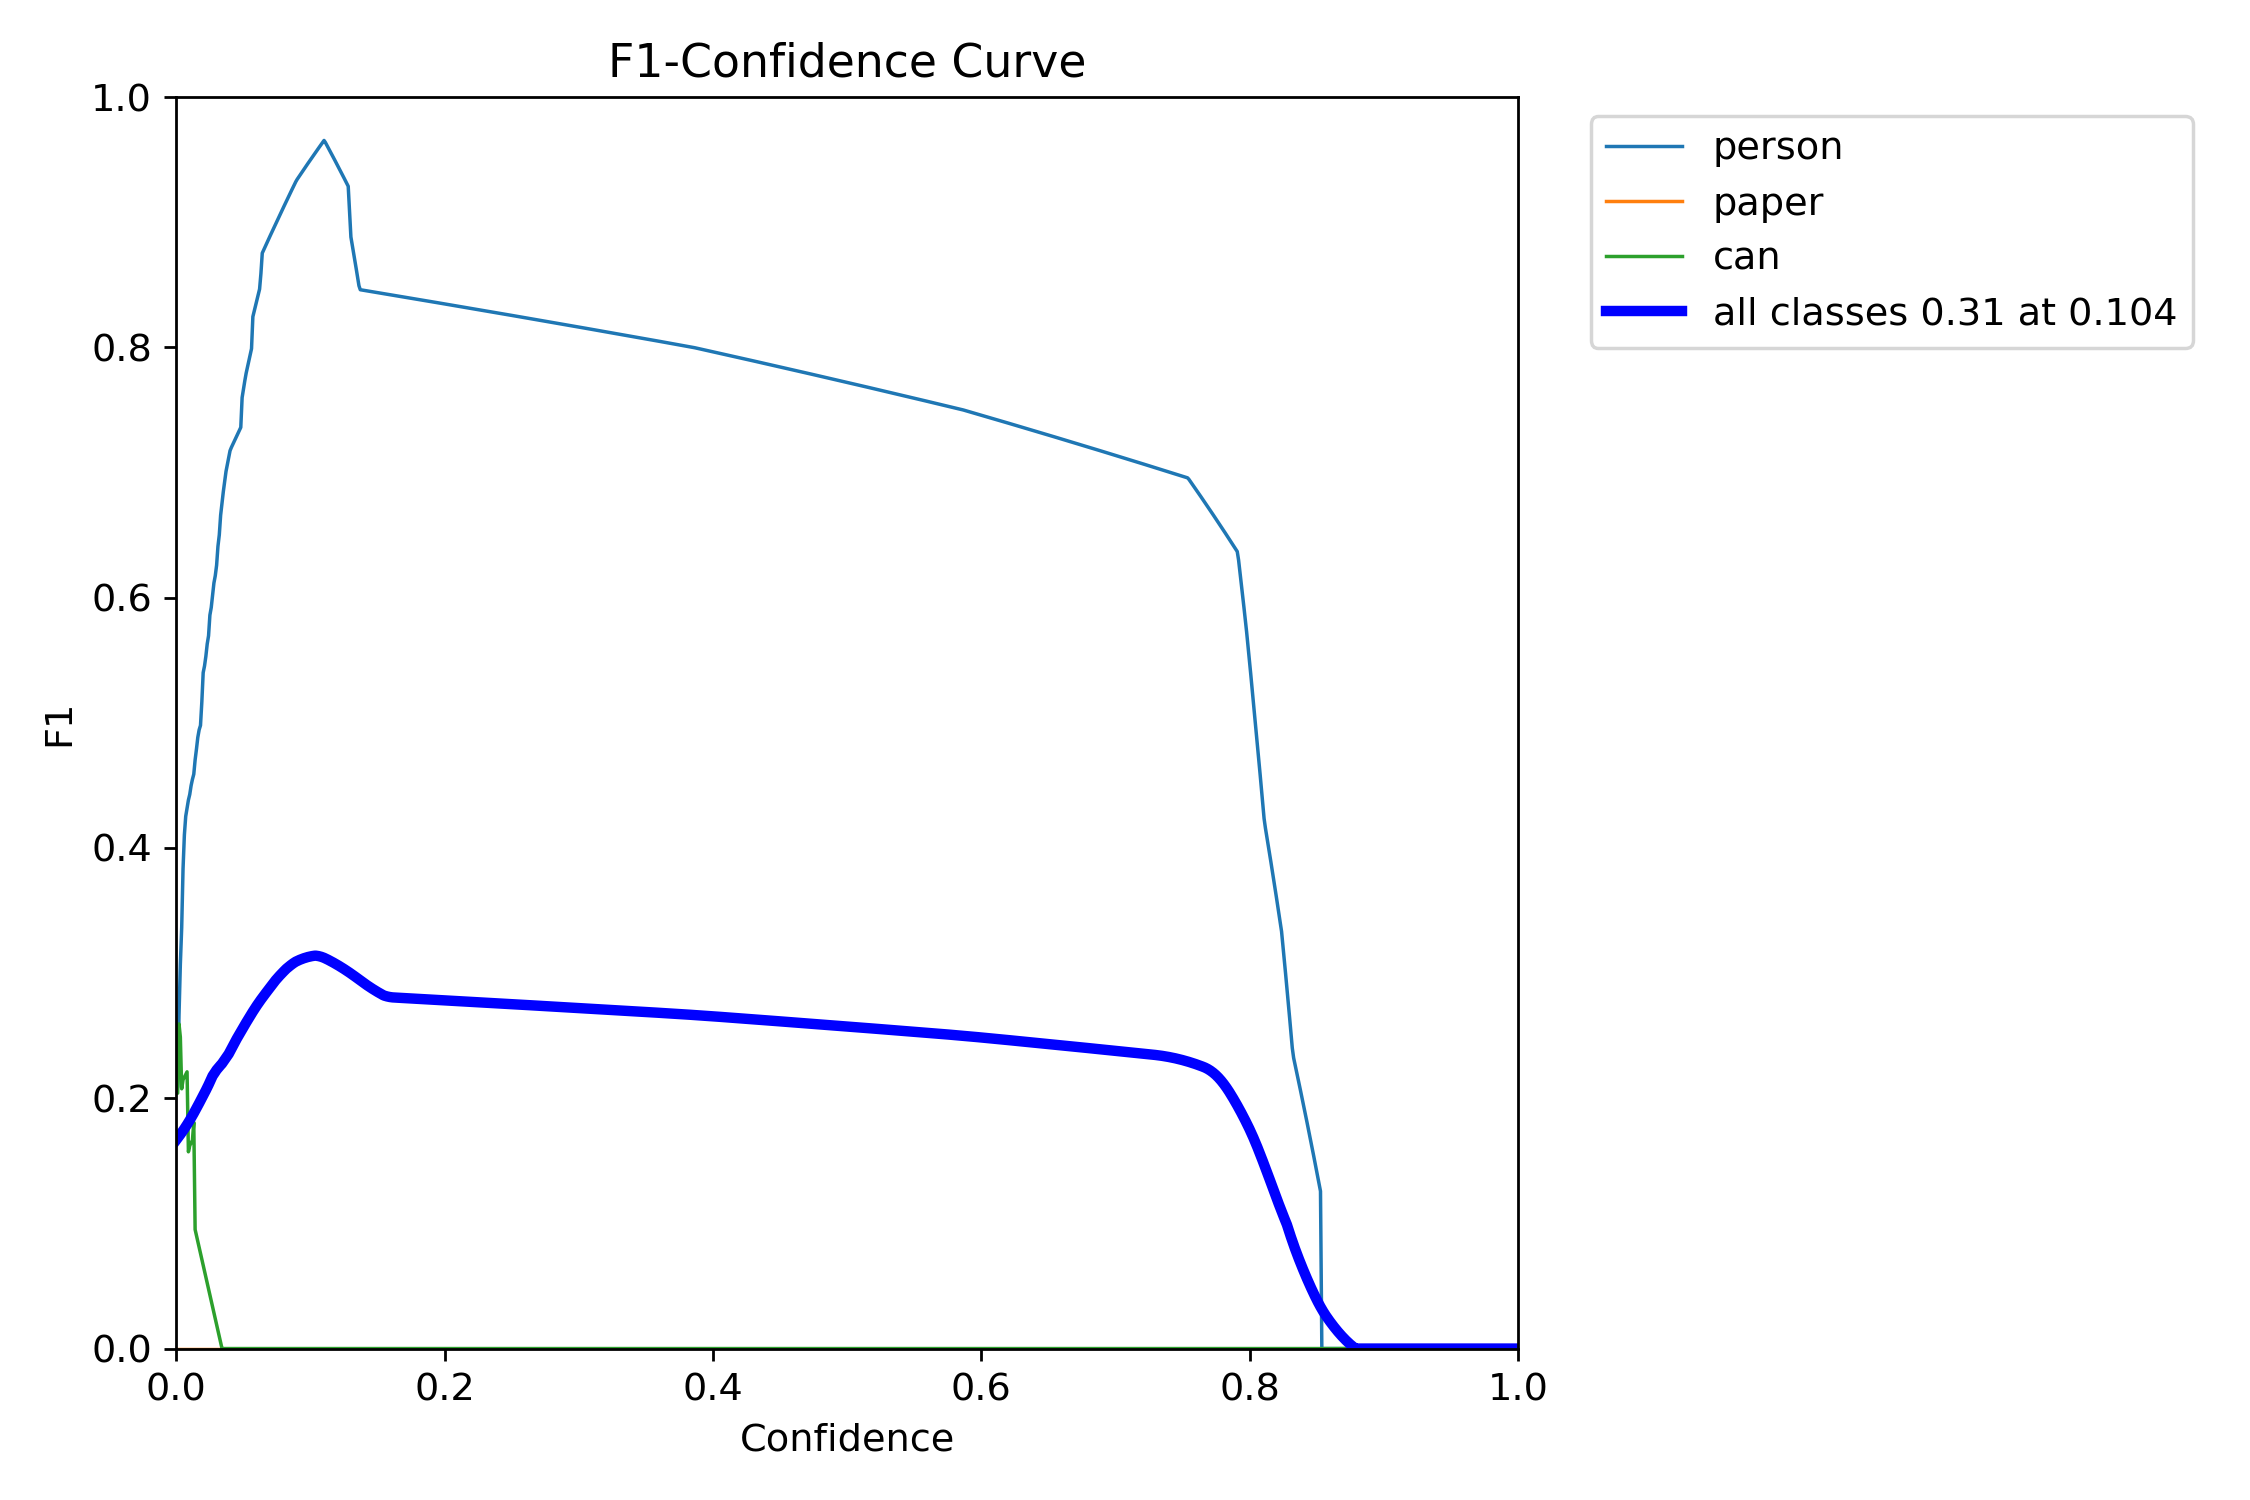 F1-Confidence Curve
1.0
0.8
0.6
0.4
0.2
0.0
F1
0.0 0.2 0.4 0.6 0.8 1.0
Confidence
person
paper
can
all classes 0.31 at 0.104